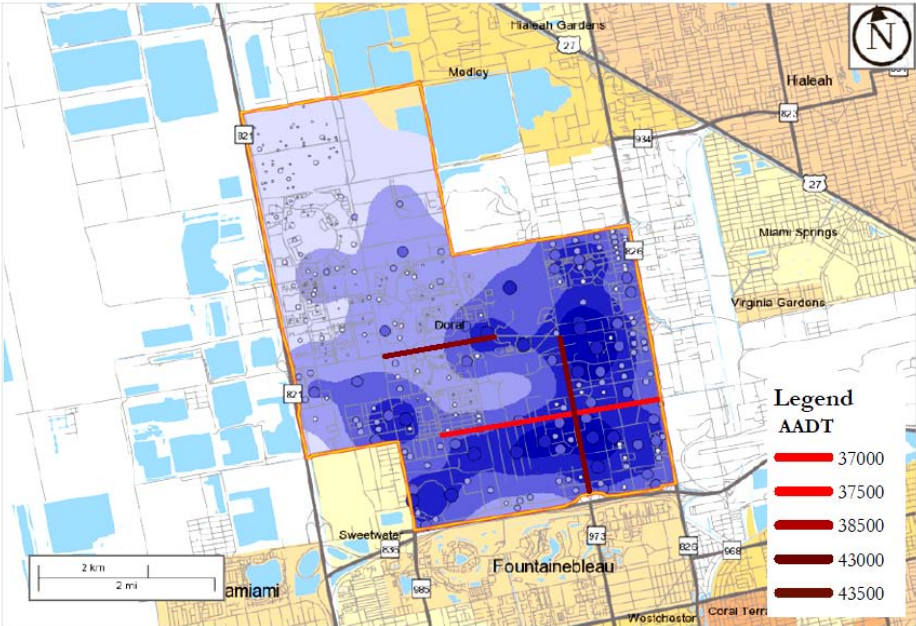 Hialeah Gardens
27
N
Medley
Hialeah
821
823
934
27
Miami Springs
826
Virginia Gardens
Doral
821
Legend
AADT
37000
37500
38500
43000
43500
Sweetwater
836
973
826
968
2 km
2 mi
amiami
985
Fountainebleau
Westchester
Coral Terra